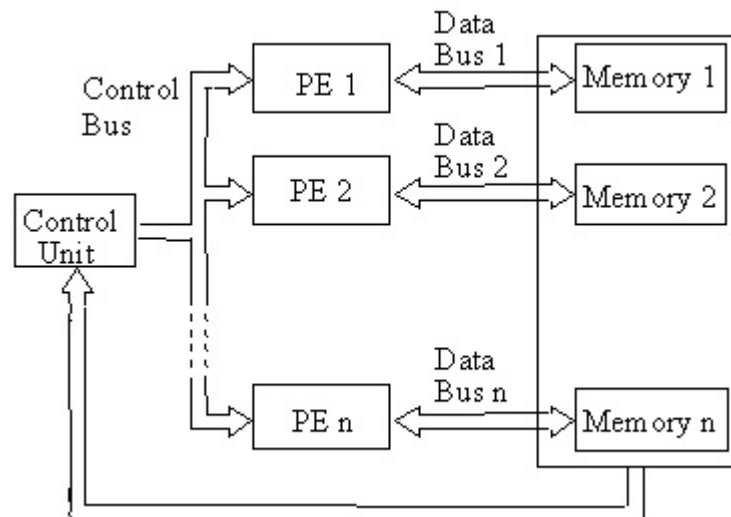 Data
Bus 1
PE 1
Memory 1
Control
Bus
Data
Bus 2
PE 2
Memory 2
Control
Unit
Data
Bus n
PE n
Memory n